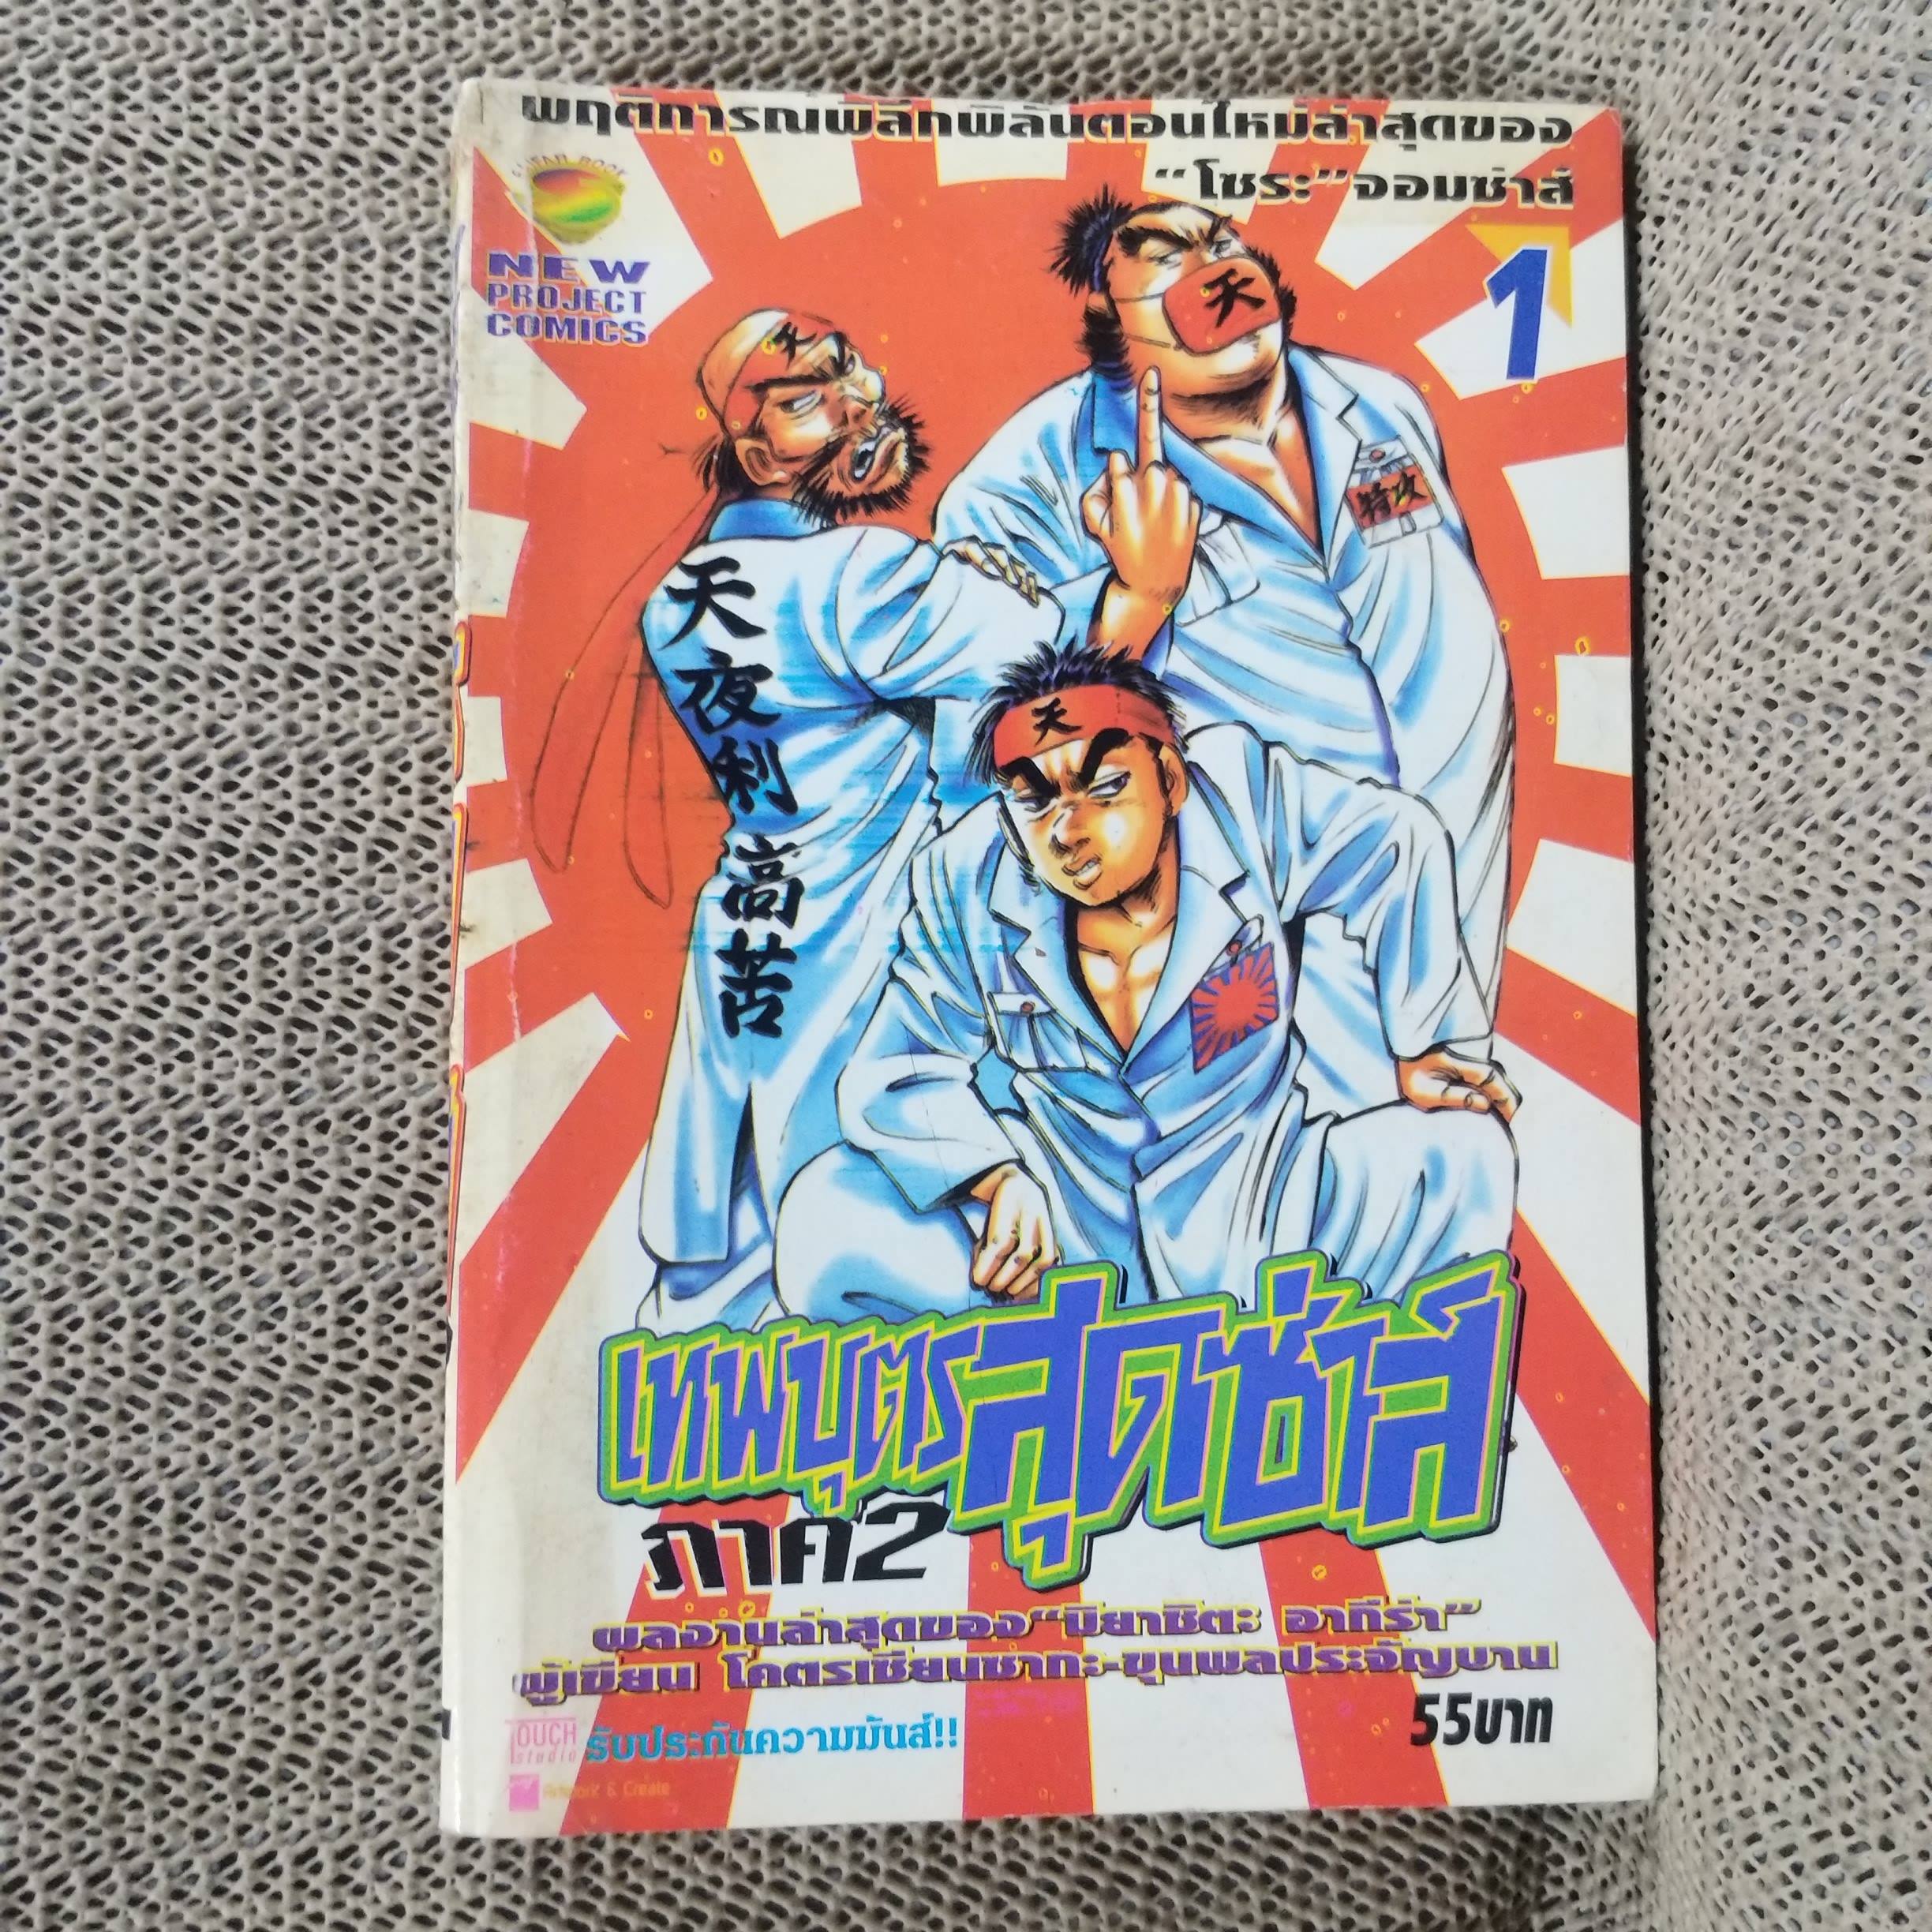 พฤติการณ์พิลึกพิลั่นตอนใหม่ล่าสุดของ
“โซระ”จอมซ่าส์
NEW
PROJECT
COMICS
1
天
天
特攻
天
天
夜
利
高
苦
เทพบุตรสุดซ่าส์
ภาค2
ผลงานล่าสุดของ“มิยาชิตะ อากีร่า”
ผู้เขียน โคตรเซียนซากะ-ขุนพลประจัญบาน
55บาท
TOUCH
studio
รับประกันความมันส์!!
Artwork & Create